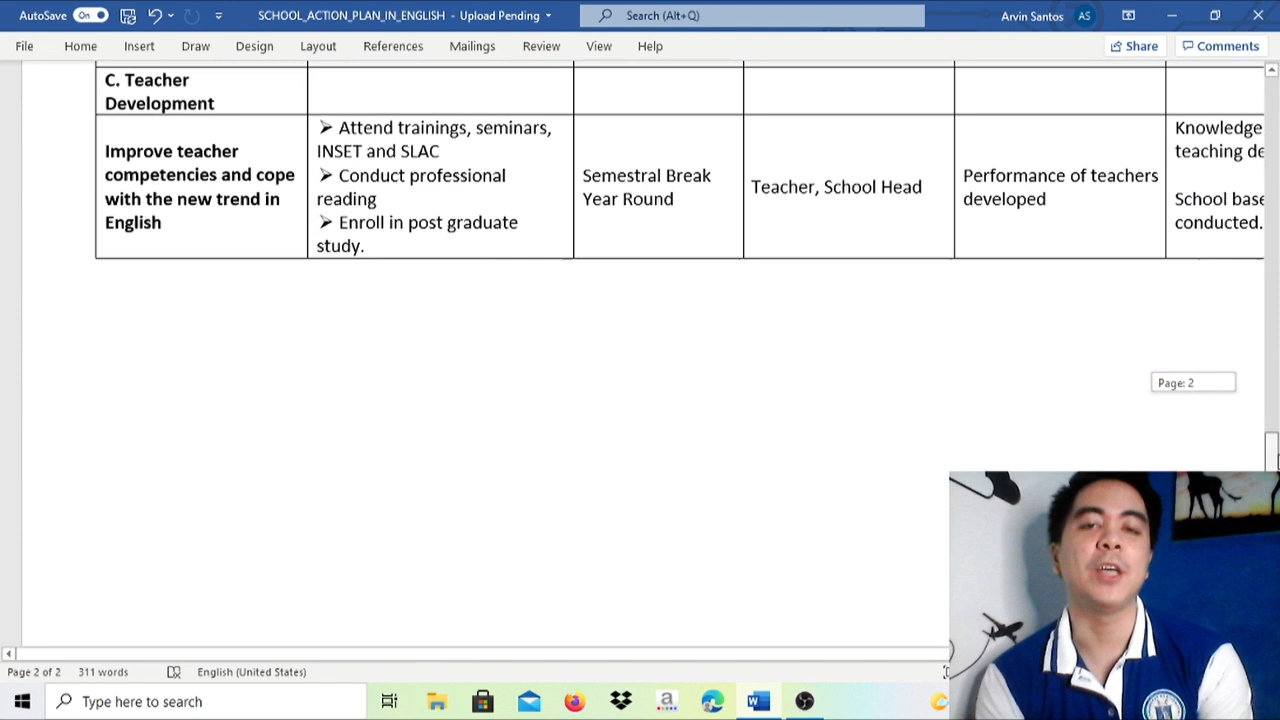 AutoSave On SCHOOL_ACTION_PLAN_IN_ENGLISH - Upload Pending Search (Alt+Q) Arvin Santos AS
File Home Insert Draw Design Layout References Mailings Review View Help Share Comments
C. Teacher
Development
Improve teacher
competencies and cope
with the new trend in
English
➢ Attend trainings, seminars,
INSET and SLAC
➢ Conduct professional
reading
➢ Enroll in post graduate
study.
Semestral Break
Year Round
Teacher, School Head
Performance of teachers
developed
Knowledge
teaching de
School base
conducted.
Page: 2
Page 2 of 2 311 words English (United States)
Type here to search